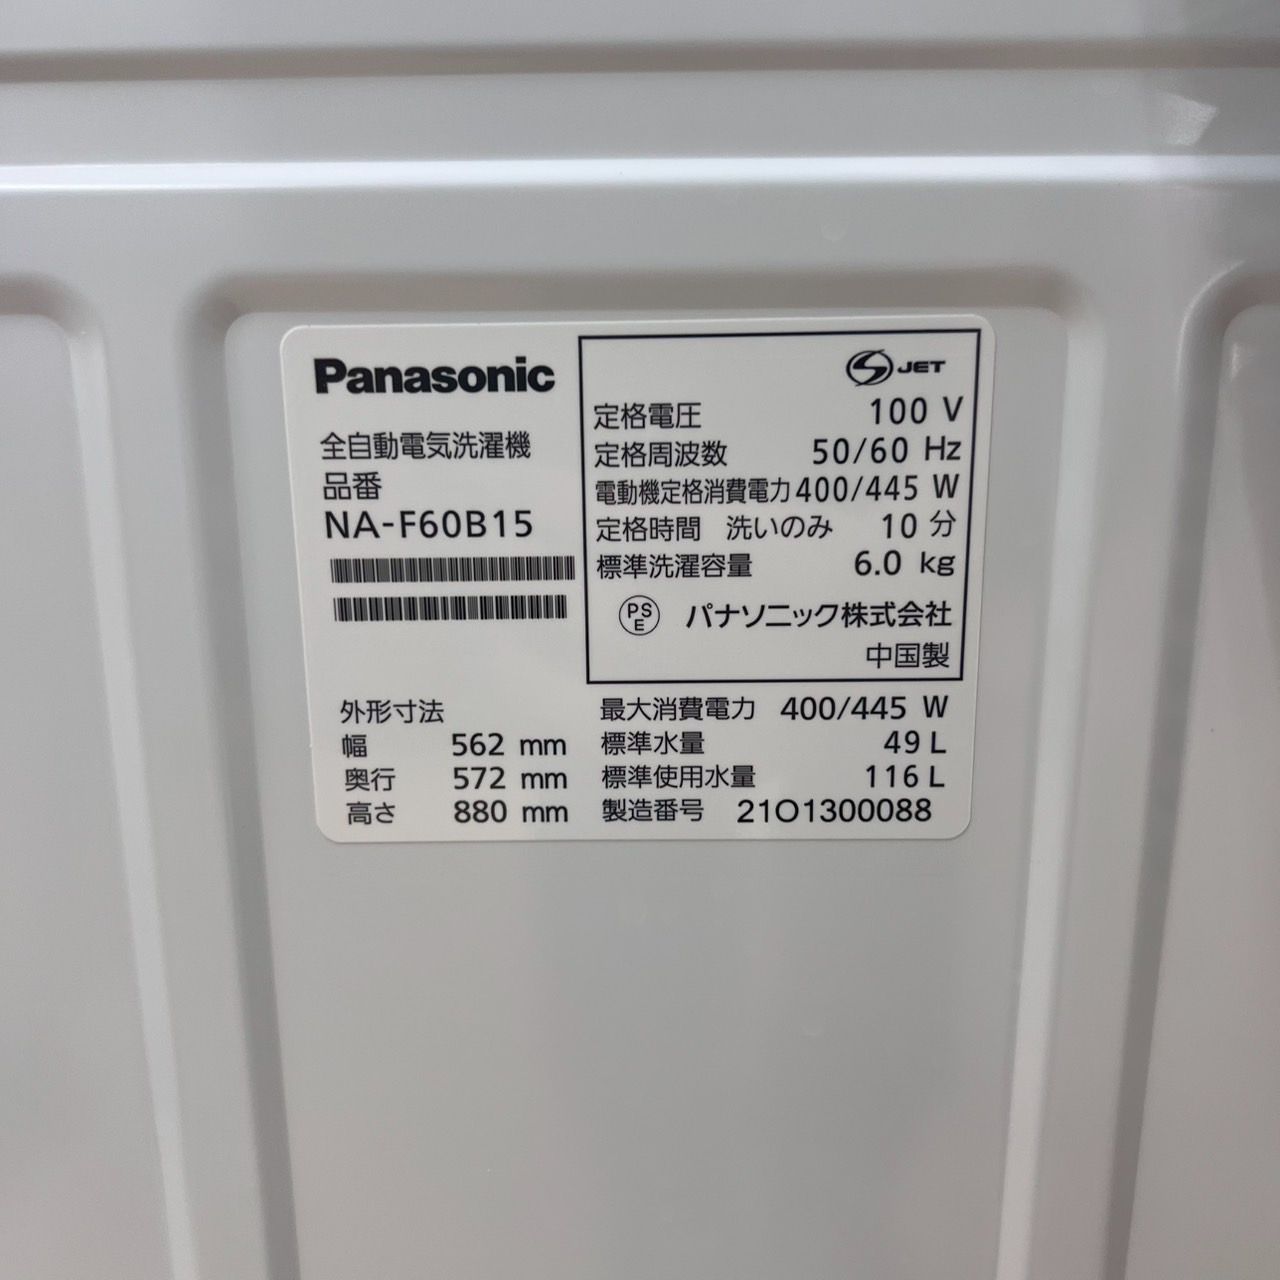 Panasonic
全自動電気洗濯機
品番
NA-F60B15
外形寸法
幅 562 mm
奥行 572 mm
高さ 880 mm
S JET
定格電圧 100 V
定格周波数 50/60 Hz
電動機定格消費電力 400/445 W
定格時間 洗いのみ 10 分
標準洗濯容量 6.0 kg
PS E パナソニック株式会社
中国製
最大消費電力 400/445 W
標準水量 49 L
標準使用水量 116 L
製造番号 21O1300088